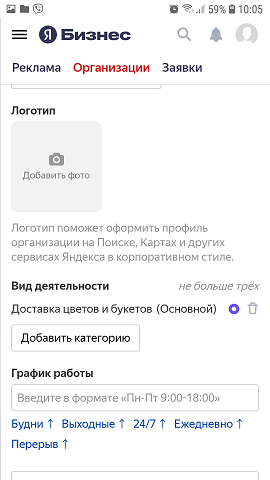 59% 10:05
Я Бизнес
Реклама Организации Заявки
Логотип
Добавить фото
Логотип поможет оформить профиль
организации на Поиске, Картах и других
сервисах Яндекса в корпоративном стиле.
Вид деятельности не больше трёх
Доставка цветов и букетов (Основной)
Добавить категорию
График работы
Введите в формате «Пн-Пт 9:00-18:00»
Будни ↑ Выходные ↑ 24/7 ↑ Ежедневно ↑
Перерыв ↑